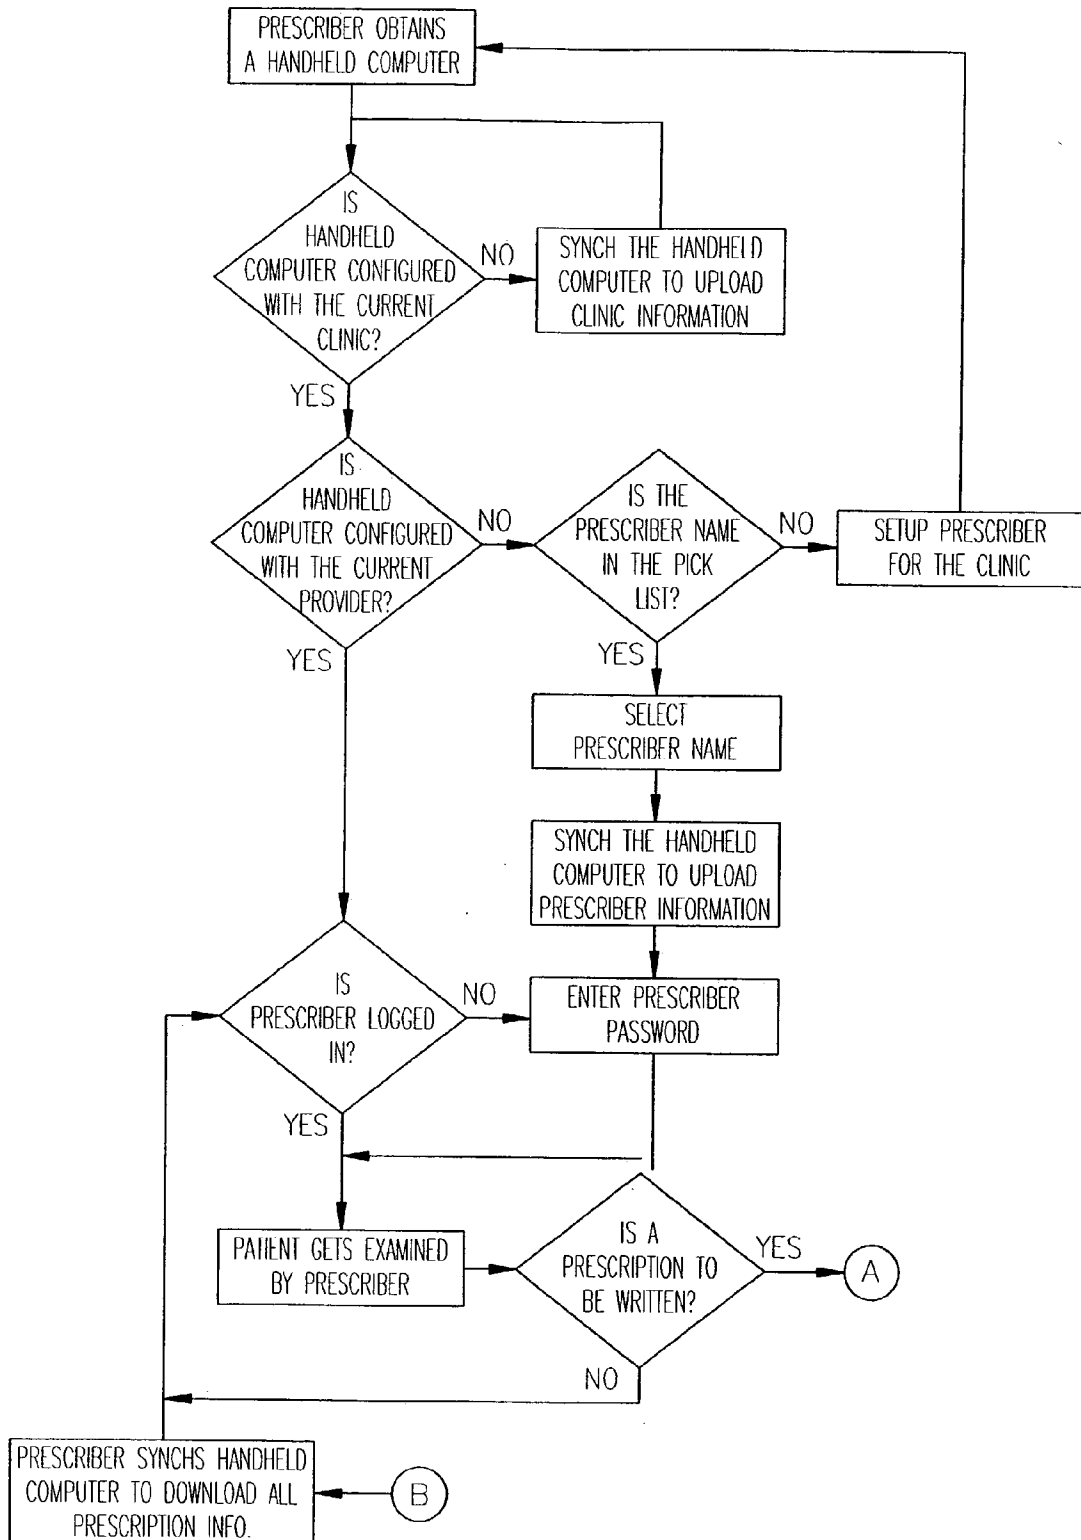 PRESCRIBER OBTAINS
A HANDHELD COMPUTER
IS
HANDHELD
COMPUTER CONFIGURED
WITH THE CURRENT
CLINIC?
NO
SYNCH THE HANDHELD
COMPUTER TO UPLOAD
CLINIC INFORMATION
YES
IS
HANDHELD
COMPUTER CONFIGURED
WITH THE CURRENT
PROVIDER?
NO
IS THE
PRESCRIBER NAME
IN THE PICK
LIST?
NO
SETUP PRESCRIBER
FOR THE CLINIC
YES
YES
SELECT
PRESCRIBER NAME
SYNCH THE HANDHELD
COMPUTER TO UPLOAD
PRESCRIBER INFORMATION
IS
PRESCRIBER LOGGED
IN?
NO
ENTER PRESCRIBER
PASSWORD
YES
PATIENT GETS EXAMINED
BY PRESCRIBER
IS A
PRESCRIPTION TO
BE WRITTEN?
YES
A
NO
PRESCRIBER SYNCHS HANDHELD
COMPUTER TO DOWNLOAD ALL
PRESCRIPTION INFO.
B